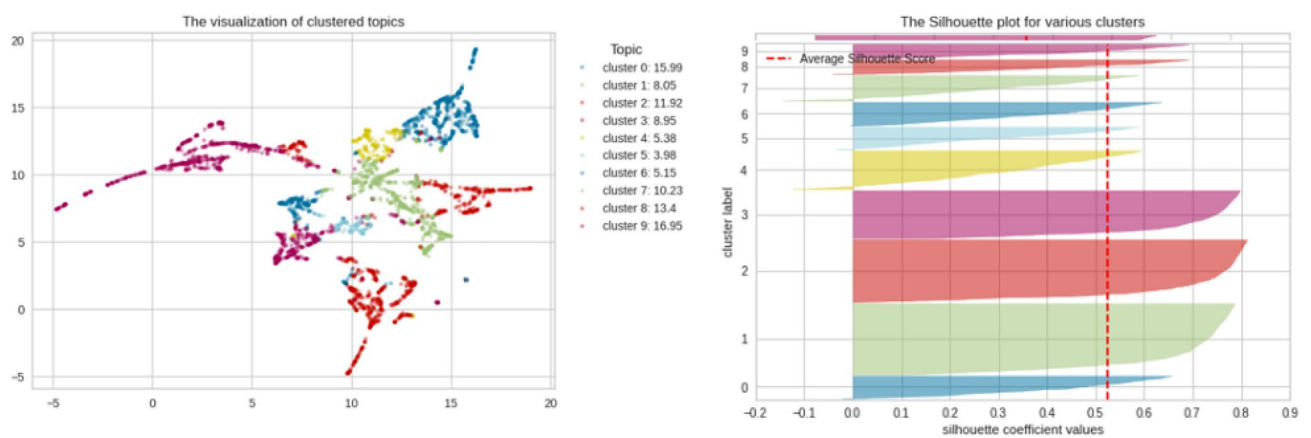 The visualization of clustered topics
20
15
10
5
0
−5
−5 0 5 10 15 20
Topic
cluster 0: 15.99
cluster 1: 8.05
cluster 2: 11.92
cluster 3: 8.95
cluster 4: 5.38
cluster 5: 3.98
cluster 6: 5.15
cluster 7: 10.23
cluster 8: 13.4
cluster 9: 16.95
The Silhouette plot for various clusters
Average Silhouette Score
cluster label
9
8
7
6
5
4
3
2
1
0
−0.2 −0.1 0.0 0.1 0.2 0.3 0.4 0.5 0.6 0.7 0.8 0.9
silhouette coefficient values